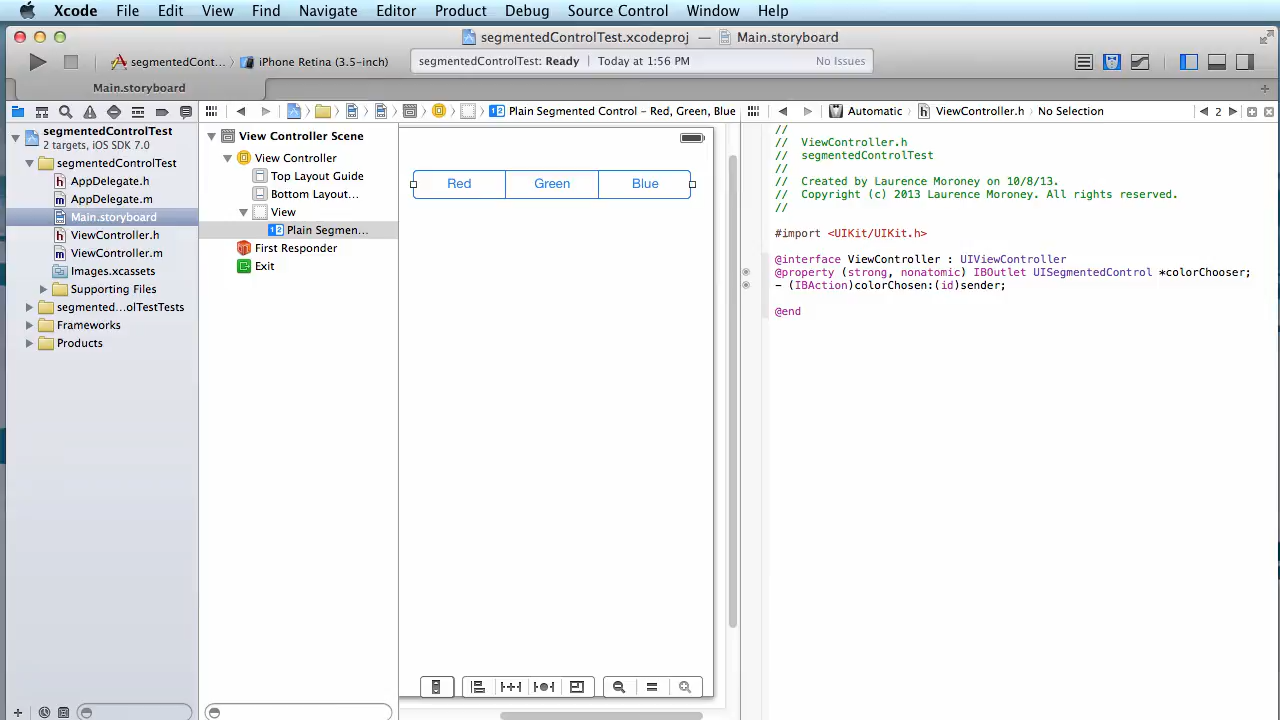 Xcode File Edit View Find Navigate Editor Product Debug Source Control Window Help
segmentedControlTest.xcodeproj — Main.storyboard
segmentedCont... iPhone Retina (3.5-inch)
segmentedControlTest: Ready Today at 1:56 PM No Issues
Main.storyboard
Plain Segmented Control – Red, Green, Blue
Automatic ViewController.h No Selection
2
segmentedControlTest
2 targets, iOS SDK 7.0
segmentedControlTest
AppDelegate.h
AppDelegate.m
Main.storyboard
ViewController.h
ViewController.m
Images.xcassets
Supporting Files
segmented...olTestTests
Frameworks
Products
View Controller Scene
View Controller
Top Layout Guide
Bottom Layout...
View
12 Plain Segmen...
First Responder
Exit
Red Green Blue
//
// ViewController.h
// segmentedControlTest
//
// Created by Laurence Moroney on 10/8/13.
// Copyright (c) 2013 Laurence Moroney. All rights reserved.
//
#import <UIKit/UIKit.h>
@interface ViewController : UIViewController
@property (strong, nonatomic) IBOutlet UISegmentedControl *colorChooser;
- (IBAction)colorChosen:(id)sender;
@end